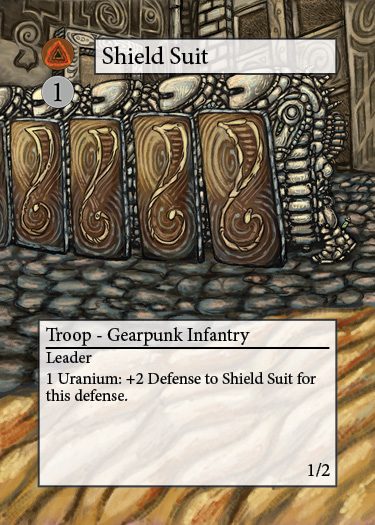 Shield Suit
1
Troop - Gearpunk Infantry
Leader
1 Uranium: +2 Defense to Shield Suit for
this defense.
1/2